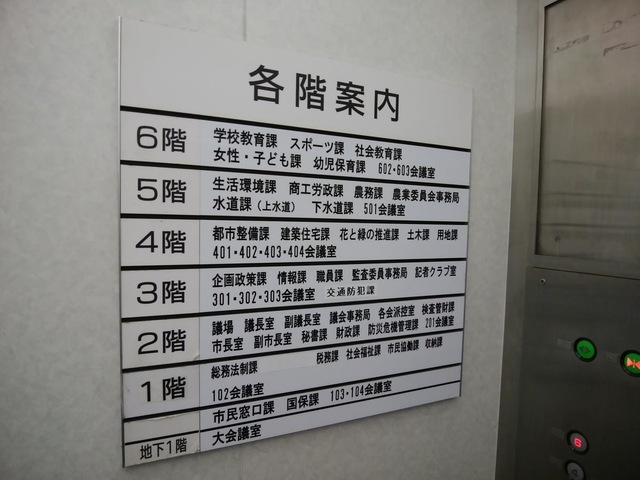 各階案内
6階 学校教育課 スポーツ課 社会教育課
女性・子ども課 幼児保育課 602・603会議室
5階 生活環境課 商工労政課 農務課 農業委員会事務局
水道課（上水道） 下水道課 501会議室
4階 都市整備課 建築住宅課 花と緑の推進課 土木課 用地課
401・402・403・404会議室
3階 企画政策課 情報課 職員課 監査委員事務局 記者クラブ室
301・302・303会議室 交通防犯課
2階 議場 議長室 副議長室 議会事務局 各会派控室 検査管財課
市長室 副市長室 秘書課 財政課 防災危機管理課 201会議室
1階 総務法制課 税務課 社会福祉課 市民協働課 収納課
102会議室
市民窓口課 国保課 103・104会議室
地下1階 大会議室
6